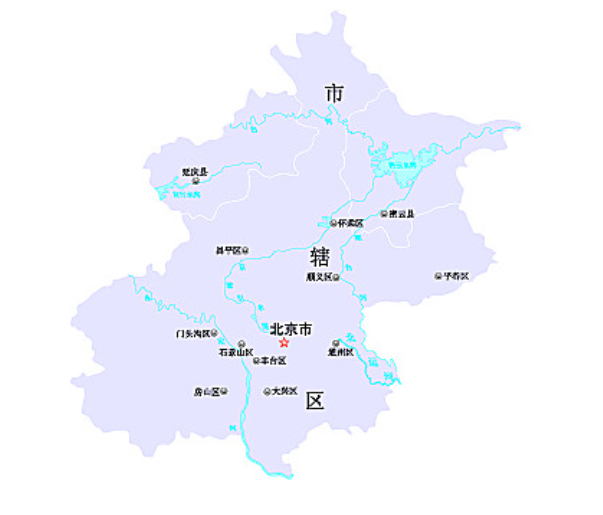 市
密云水库
延庆县
官厅水库
怀柔区
密云县
昌平区
辖
顺义区
平谷区
北京市
门头沟区
石景山区
通州区
丰台区
房山区
大兴区
区